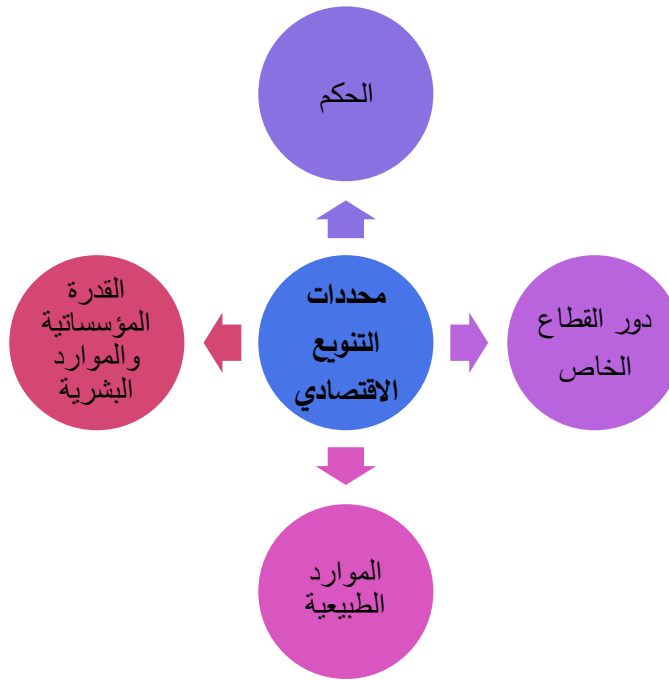 الحكم
محددات
التنويع
الاقتصادي
دور القطاع
الخاص
الموارد
الطبيعية
القدرة
المؤسساتية
والموارد
البشرية